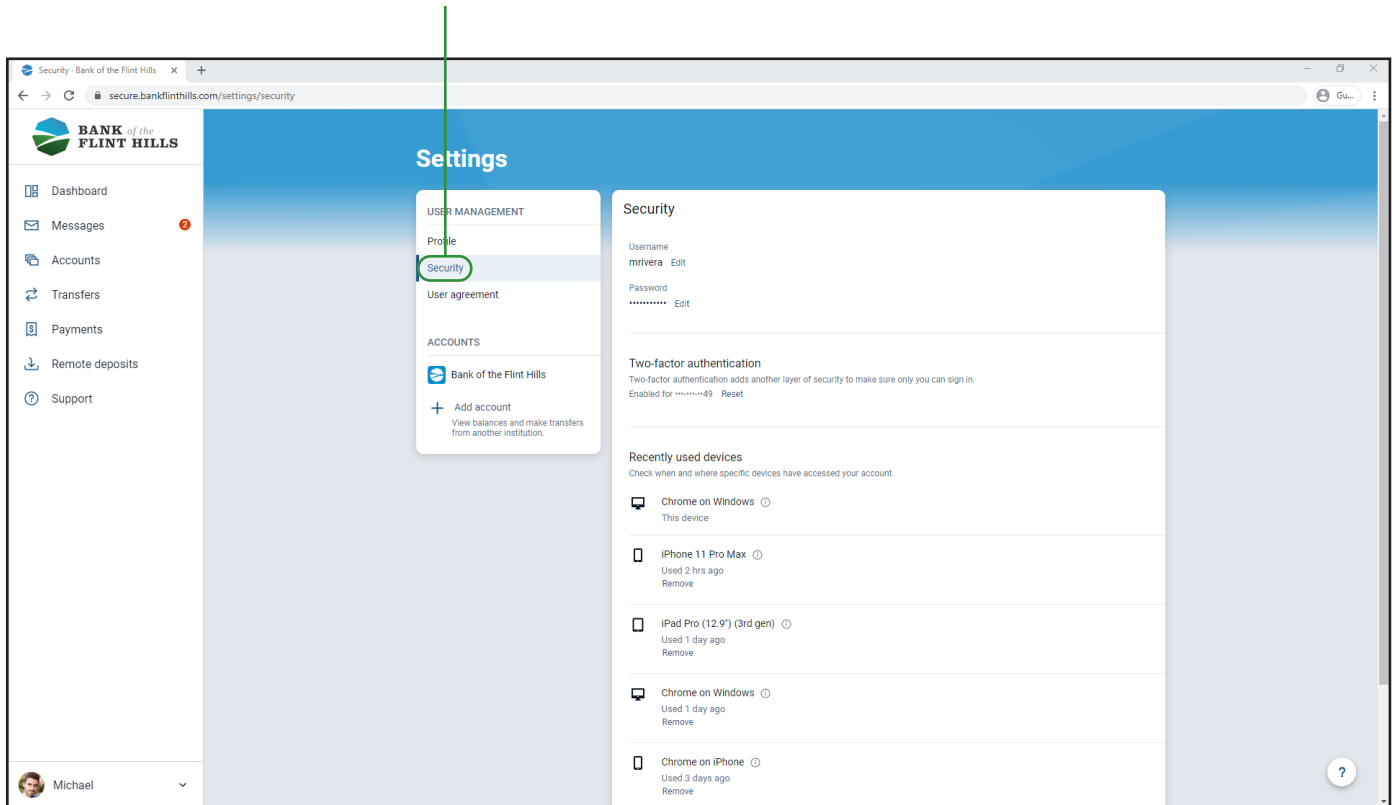 Security - Bank of the Flint Hills
secure.bankflinthills.com/settings/security
Gu...
BANK of the
FLINT HILLS
Dashboard
Messages
2
Accounts
Transfers
Payments
Remote deposits
Support
Michael
Settings
USER MANAGEMENT
Profile
Security
User agreement
ACCOUNTS
Bank of the Flint Hills
Add account
View balances and make transfers
from another institution.
Security
Username
mrivera Edit
Password
••••••••••• Edit
Two-factor authentication
Two-factor authentication adds another layer of security to make sure only you can sign in.
Enabled for •••-•••-••49 Reset
Recently used devices
Check when and where specific devices have accessed your account.
Chrome on Windows
This device
iPhone 11 Pro Max
Used 2 hrs ago
Remove
iPad Pro (12.9") (3rd gen)
Used 1 day ago
Remove
Chrome on Windows
Used 1 day ago
Remove
Chrome on iPhone
Used 3 days ago
Remove
?